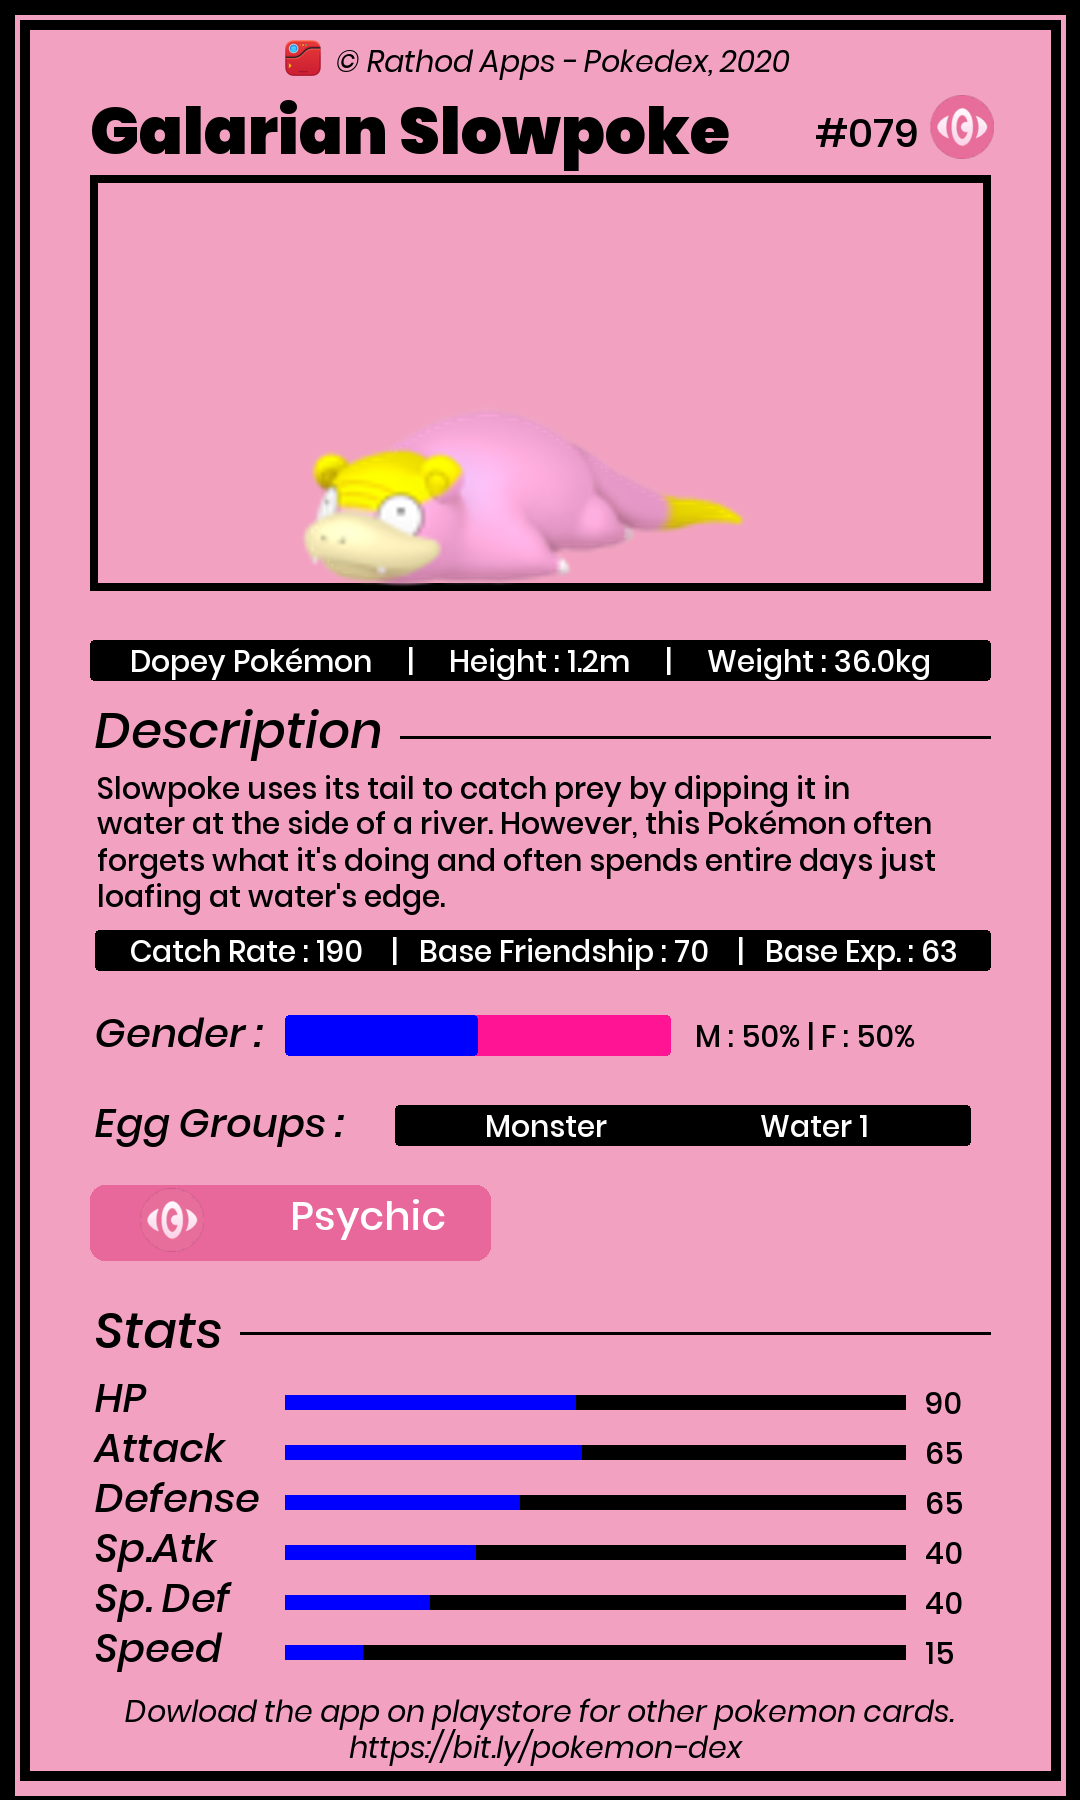 © Rathod Apps - Pokedex, 2020
Galarian Slowpoke #079
Dopey Pokémon | Height : 1.2m | Weight : 36.0kg
Description
Slowpoke uses its tail to catch prey by dipping it in
water at the side of a river. However, this Pokémon often
forgets what it's doing and often spends entire days just
loafing at water's edge.
Catch Rate : 190 | Base Friendship : 70 | Base Exp. : 63
Gender : M : 50% | F : 50%
Egg Groups : Monster Water 1
Psychic
Stats
HP 90
Attack 65
Defense 65
Sp.Atk 40
Sp. Def 40
Speed 15
Dowload the app on playstore for other pokemon cards.
https://bit.ly/pokemon-dex